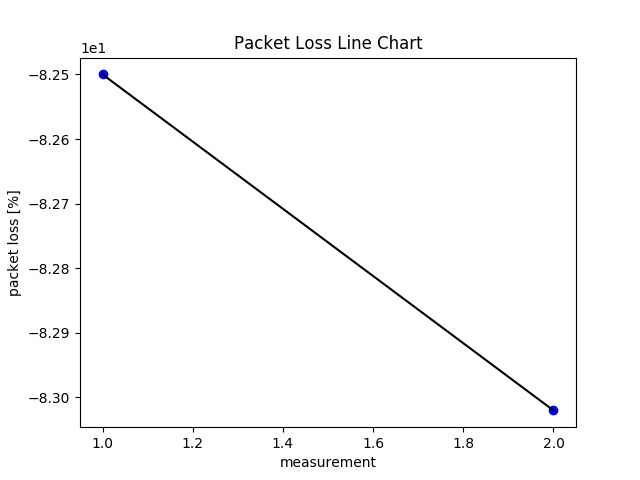 Packet Loss Line Chart
1e1
−8.25
−8.26
−8.27
−8.28
−8.29
−8.30
packet loss [%]
1.0 1.2 1.4 1.6 1.8 2.0
measurement